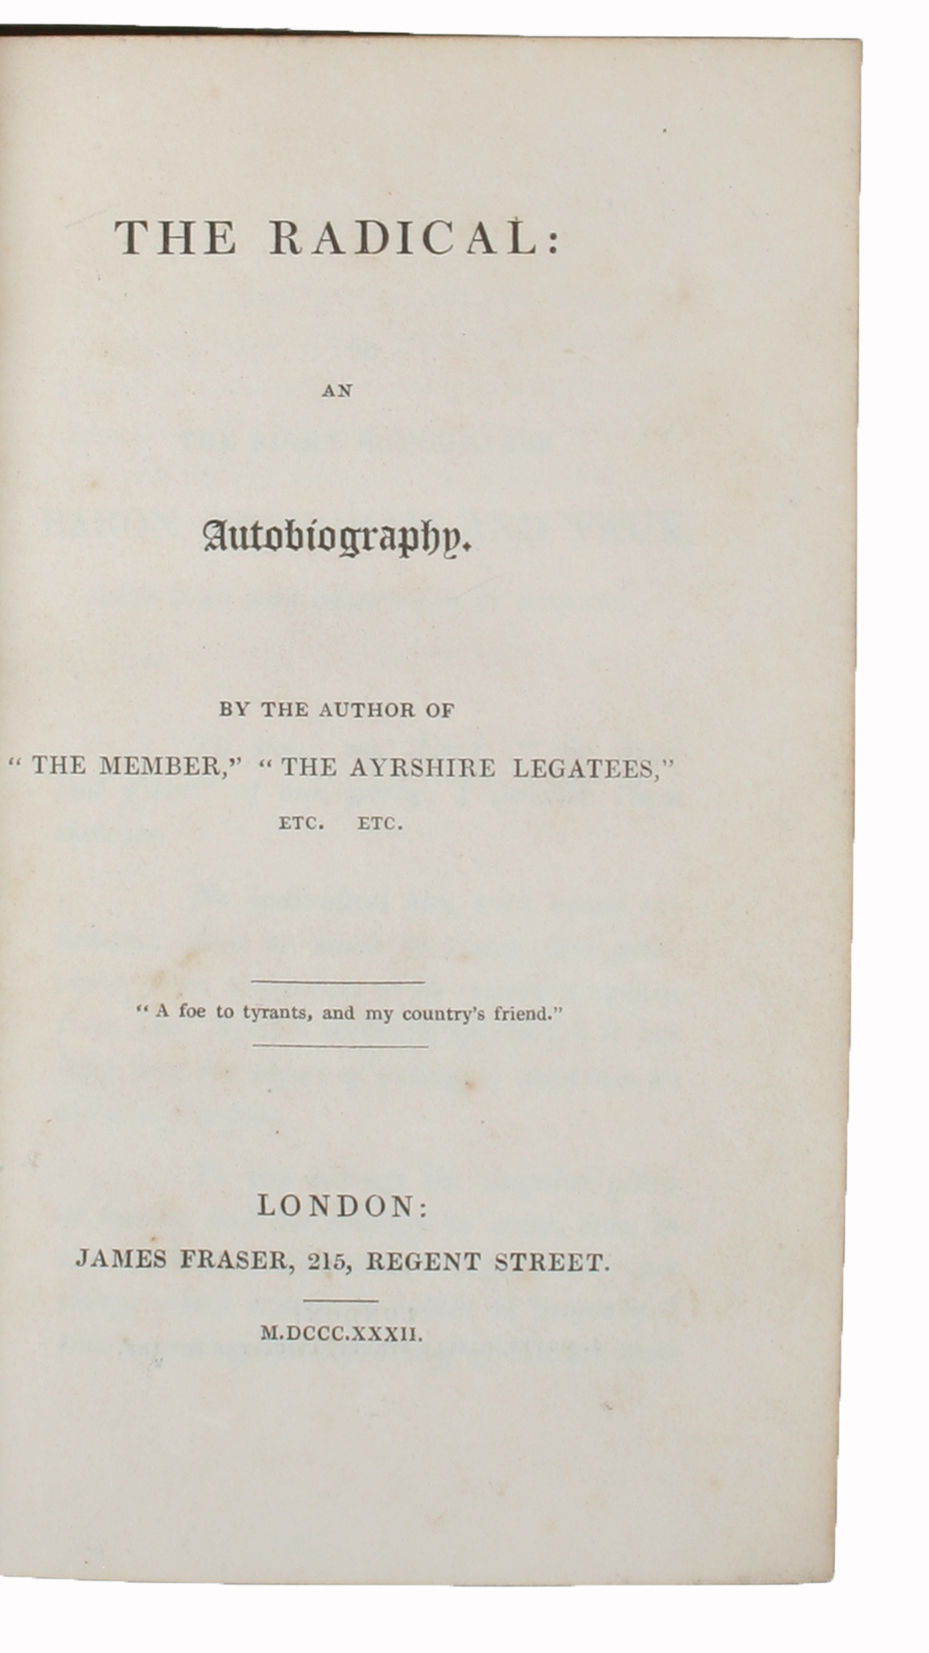 THE RADICAL:
AN
Autobiography.
BY THE AUTHOR OF
“ THE MEMBER,” “ THE AYRSHIRE LEGATEES,”
ETC. ETC.
“ A foe to tyrants, and my country's friend.”
LONDON:
JAMES FRASER, 215, REGENT STREET.
M.DCCC.XXXII.